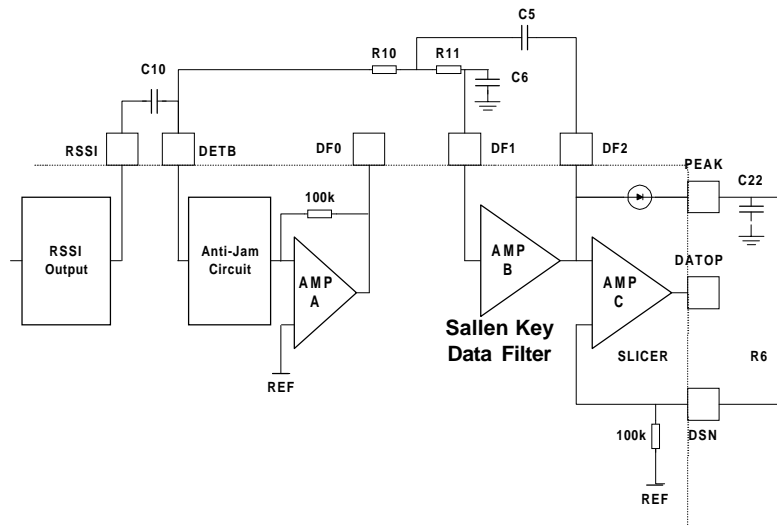 C5
R10
R11
C10
C6
RSSI
DETB
DF0
DF1
DF2
PEAK
C22
100k
RSSI
Output
Anti-Jam
Circuit
AMP
A
AMP
B
AMP
C
DATOP
Sallen Key
Data Filter
REF
SLICER
R6
100k
DSN
REF